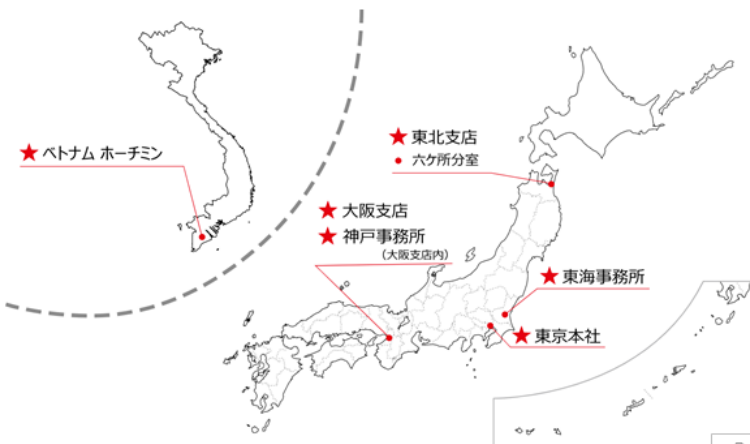 ★ ベトナム ホーチミン
★ 東北支店
● 六ケ所分室
★ 大阪支店
★ 神戸事務所
（大阪支店内）
★ 東海事務所
★ 東京本社